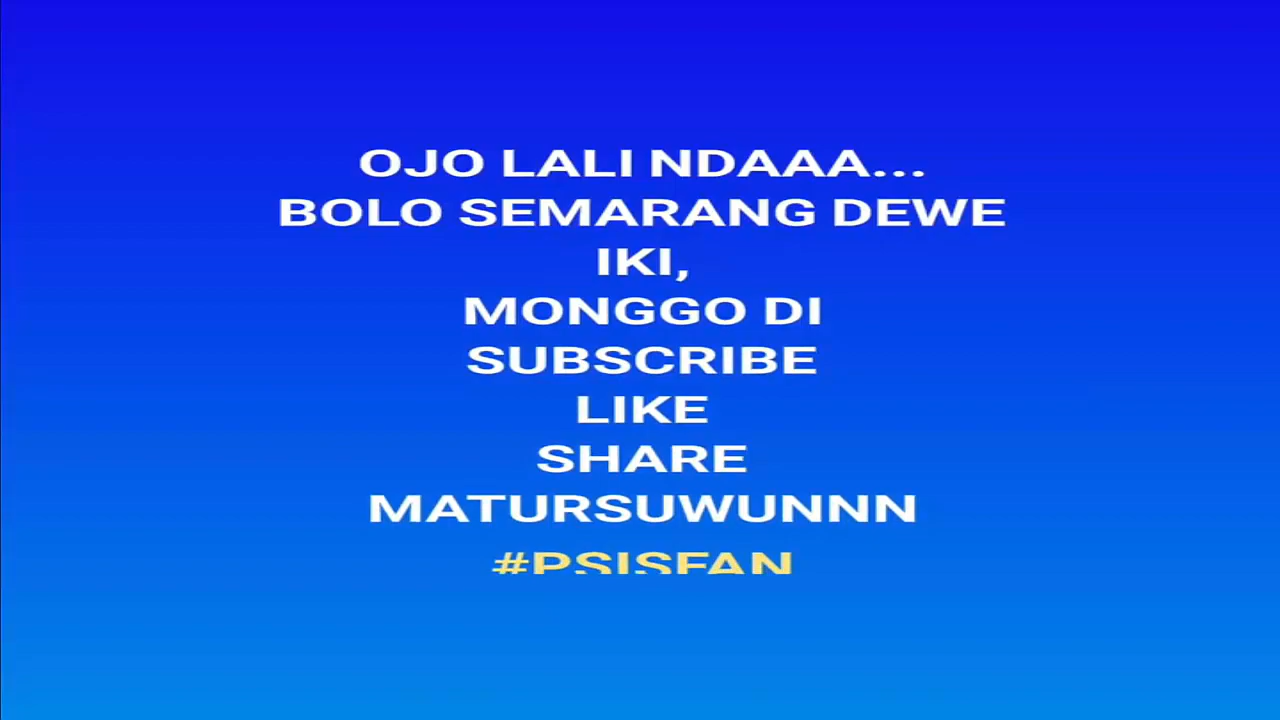 OJO LALI NDAAA...
BOLO SEMARANG DEWE
IKI,
MONGGO DI
SUBSCRIBE
LIKE
SHARE
MATURSUWUNNN
#PSISFAN